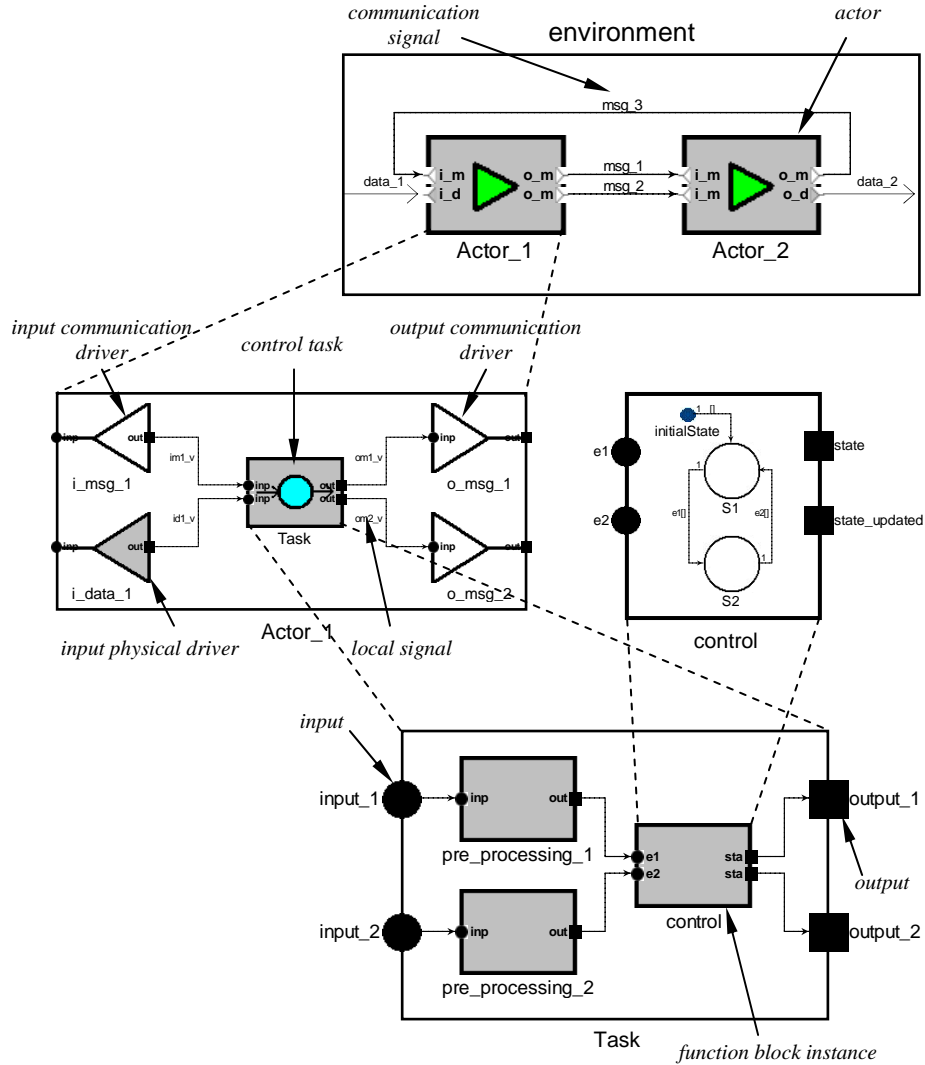 communication
signal
environment
actor
msg_3
i_m
i_d
o_m
o_m
msg_1
msg_2
i_m
i_m
o_m
o_d
data_1
data_2
Actor_1
Actor_2
input communication
driver
control task
output communication
driver
inp
out
im1_v
i_msg_1
inp
out
id1_v
i_data_1
inp
inp
out
out
Task
om1_v
om2_v
inp
out
o_msg_1
inp
out
o_msg_2
Actor_1
input physical driver
local signal
e1
e2
1
[]
initialState
1
S1
e1[]
e2[]
1
S2
state
state_updated
control
input
input_1
inp
out
pre_processing_1
input_2
inp
out
pre_processing_2
e1
e2
sta
sta
control
output_1
output
output_2
Task
function block instance